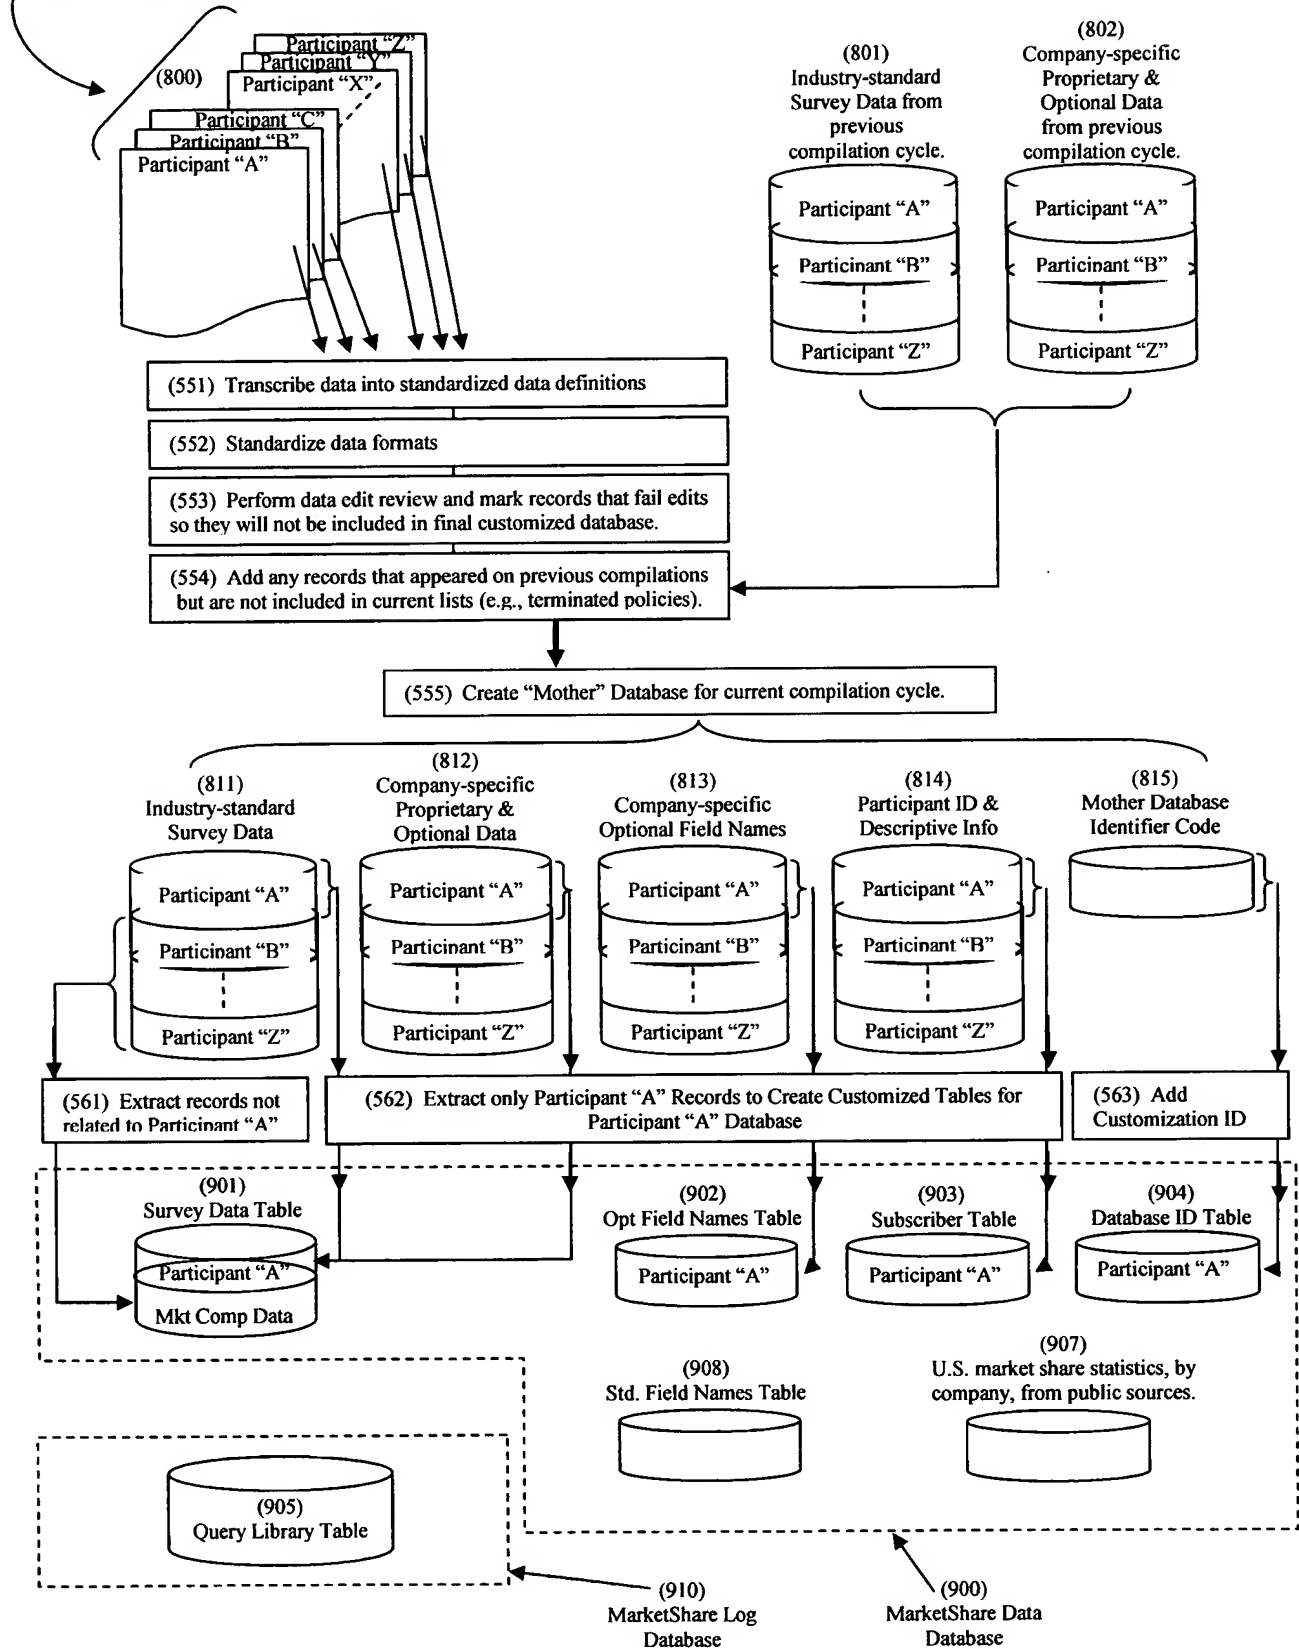 (800)
Participant “Z”
Participant “Y”
Participant “X”
Participant “C”
Participant “B”
Participant “A”
(801)
Industry-standard
Survey Data from
previous
compilation cycle.
Participant “A”
Participant “B”
Participant “Z”
(802)
Company-specific
Proprietary &
Optional Data
from previous
compilation cycle.
Participant “A”
Participant “B”
Participant “Z”
(551) Transcribe data into standardized data definitions
(552) Standardize data formats
(553) Perform data edit review and mark records that fail edits
so they will not be included in final customized database.
(554) Add any records that appeared on previous compilations
but are not included in current lists (e.g., terminated policies).
(555) Create “Mother” Database for current compilation cycle.
(811)
Industry-standard
Survey Data
Participant “A”
Participant “B”
Participant “Z”
(812)
Company-specific
Proprietary &
Optional Data
Participant “A”
Participant “B”
Participant “Z”
(813)
Company-specific
Optional Field Names
Participant “A”
Participant “B”
Participant “Z”
(814)
Participant ID &
Descriptive Info
Participant “A”
Participant “B”
Participant “Z”
(815)
Mother Database
Identifier Code
(561) Extract records not
related to Participant “A”
(562) Extract only Participant “A” Records to Create Customized Tables for
Participant “A” Database
(563) Add
Customization ID
(901)
Survey Data Table
Participant “A”
Mkt Comp Data
(902)
Opt Field Names Table
Participant “A”
(903)
Subscriber Table
Participant “A”
(904)
Database ID Table
Participant “A”
(908)
Std. Field Names Table
(907)
U.S. market share statistics, by
company, from public sources.
(905)
Query Library Table
(910)
MarketShare Log
Database
(900)
MarketShare Data
Database